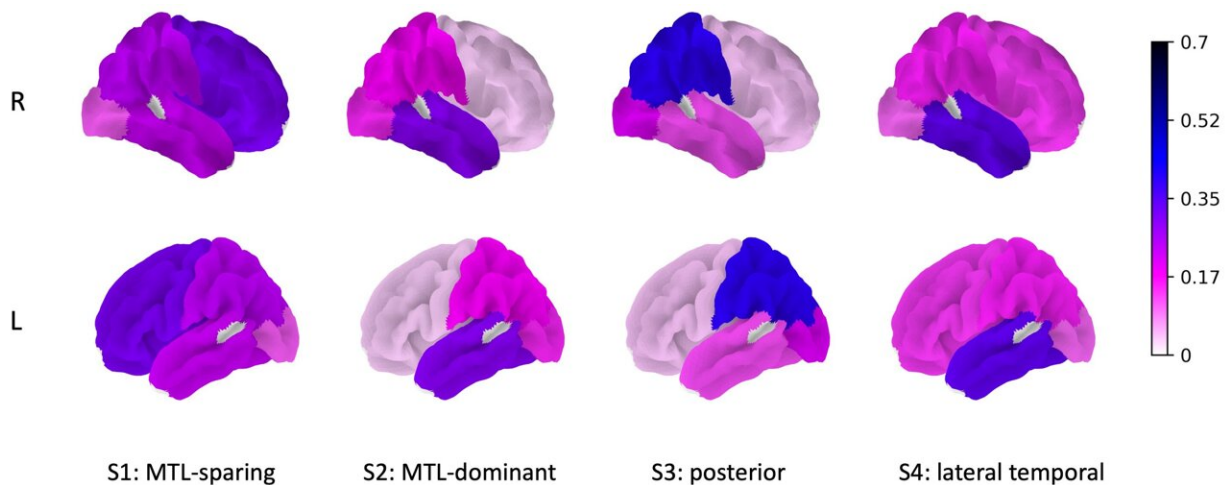 R
L
S1: MTL-sparing
S2: MTL-dominant
S3: posterior
S4: lateral temporal
0.7
0.52
0.35
0.17
0